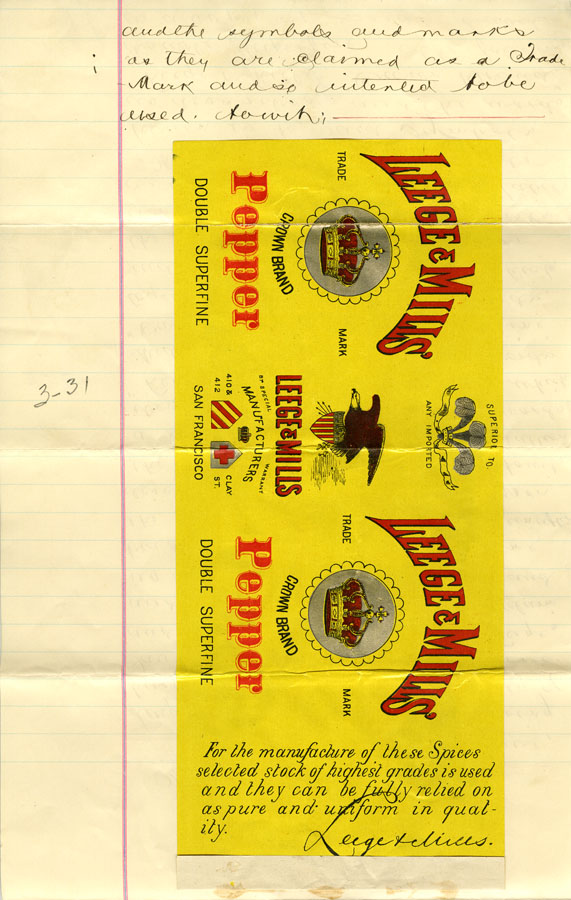 and the symbols and marks
as they are claimed as a Trade
Mark and so intended to be
used. towit;
3-31
LEEGE & MILLS'
TRADE
MARK
CROWN BRAND
Pepper
DOUBLE SUPERFINE
SUPERIOR TO
ANY IMPORTED
LEEGE & MILLS
BY SPECIAL WARRANT
MANUFACTURERS
410 &
412
CLAY
ST.
SAN FRANCISCO
LEEGE & MILLS'
TRADE
MARK
CROWN BRAND
Pepper
DOUBLE SUPERFINE
For the manufacture of these Spices
selected stock of highest grades is used
and they can be fully relied on
as pure and uniform in qual-
ity.
Leege & Mills.